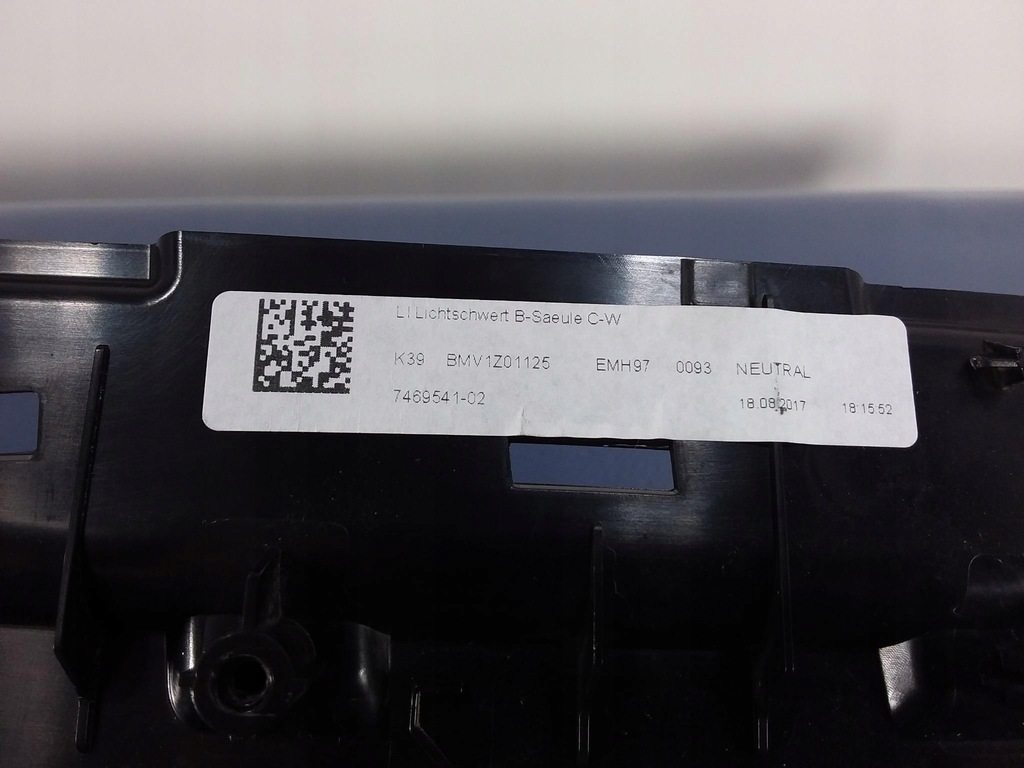 LI Lichtschwert B-Saeule C-W
K39 BMV1Z01125 EMH97 0093 NEUTRAL
7469541-02 18.08.2017 18:15:52